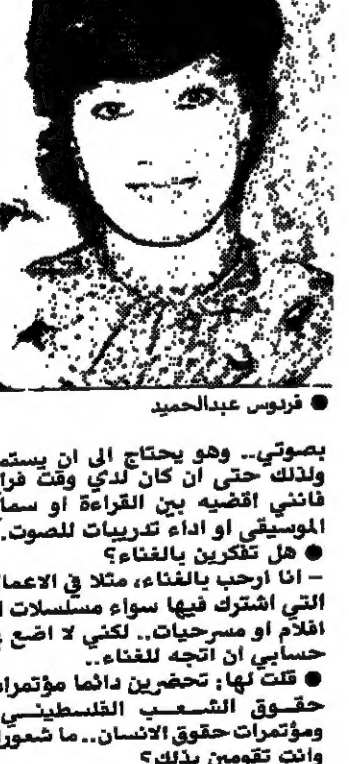 ● فردوس عبدالحميد
بصوتي.. وهو يحتاج الى ان يستم
ولذلك حتى ان كان لدي وقت فرا
فانني اقضيه بين القراءة او سما
الموسيقى او اداء تدريبات للصوت.
● هل تفكرين بالغناء؟
– انا ارحب بالغناء، مثلا في الاعما
التي اشترك فيها سواء مسلسلات ا
افلام او مسرحيات.. لكني لا اضع
حسابي ان اتجه للغناء..
● قلت لها: تحضرين دائما مؤتمرات
حقوق الشعب الفلسطيني
ومؤتمرات حقوق الانسان.. ما شعور
وانت تقومين بذلك؟